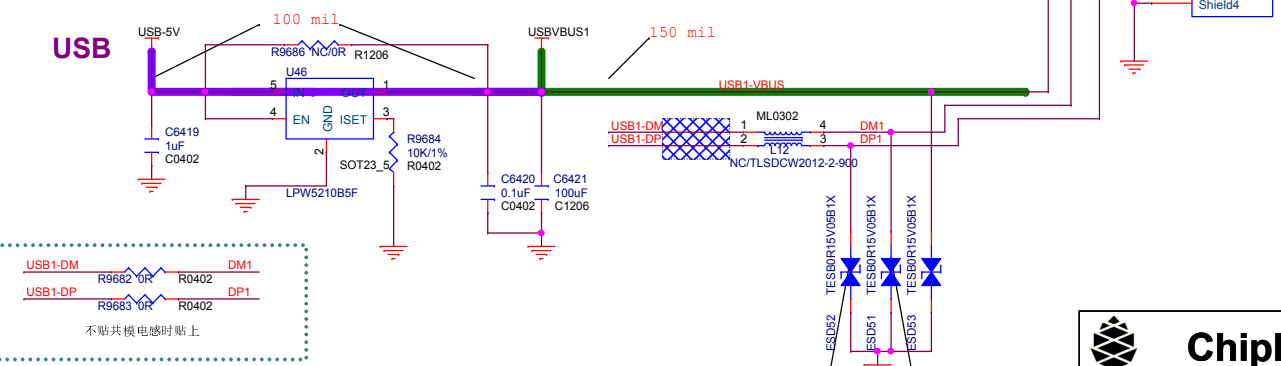 Shield4
100 mil
USB
USB-5V
USBVBUS1
150 mil
R9686 NC/0R R1206
U46
USB1-VBUS
5 IN OUT 1
4 EN GND ISET 3
2
C6419
1uF
C0402
R9684
10K/1%
R0402
SOT23_5
LPW5210B5F
ML0302
USB1-DM 1 4 DM1
USB1-DP 2 3 DP1
L12
NC/TLSDCW2012-2-900
C6420
0.1uF
C0402
C6421
100uF
C1206
TESB0R15V05B1X
TESB0R15V05B1X
TESB0R15V05B1X
ESD52
ESD51
ESD53
USB1-DM R9682 0R R0402 DM1
USB1-DP R9683 0R R0402 DP1
不贴共模电感时贴上